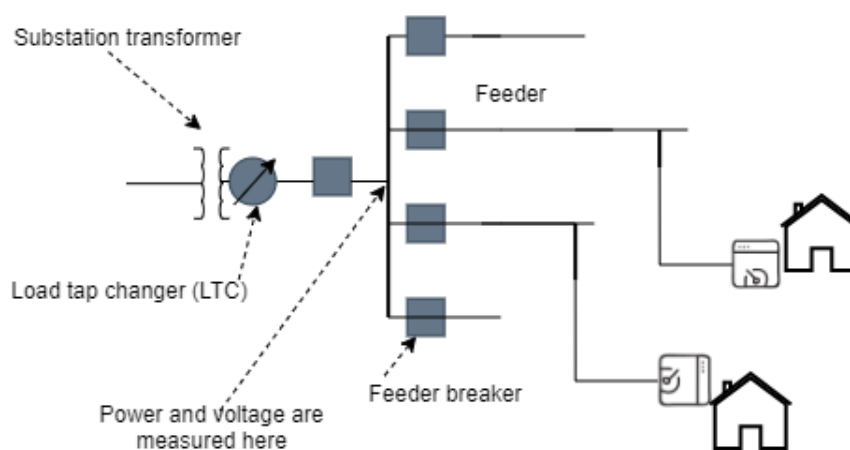 Substation transformer
Feeder
Load tap changer (LTC)
Feeder breaker
Power and voltage are
measured here